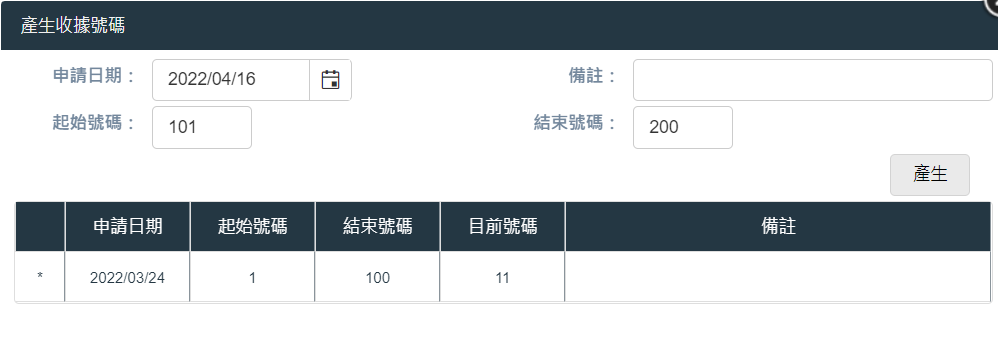 產生收據號碼
申請日期： 2022/04/16 備註：
起始號碼： 101 結束號碼： 200
產生
申請日期 起始號碼 結束號碼 目前號碼 備註
* 2022/03/24 1 100 11